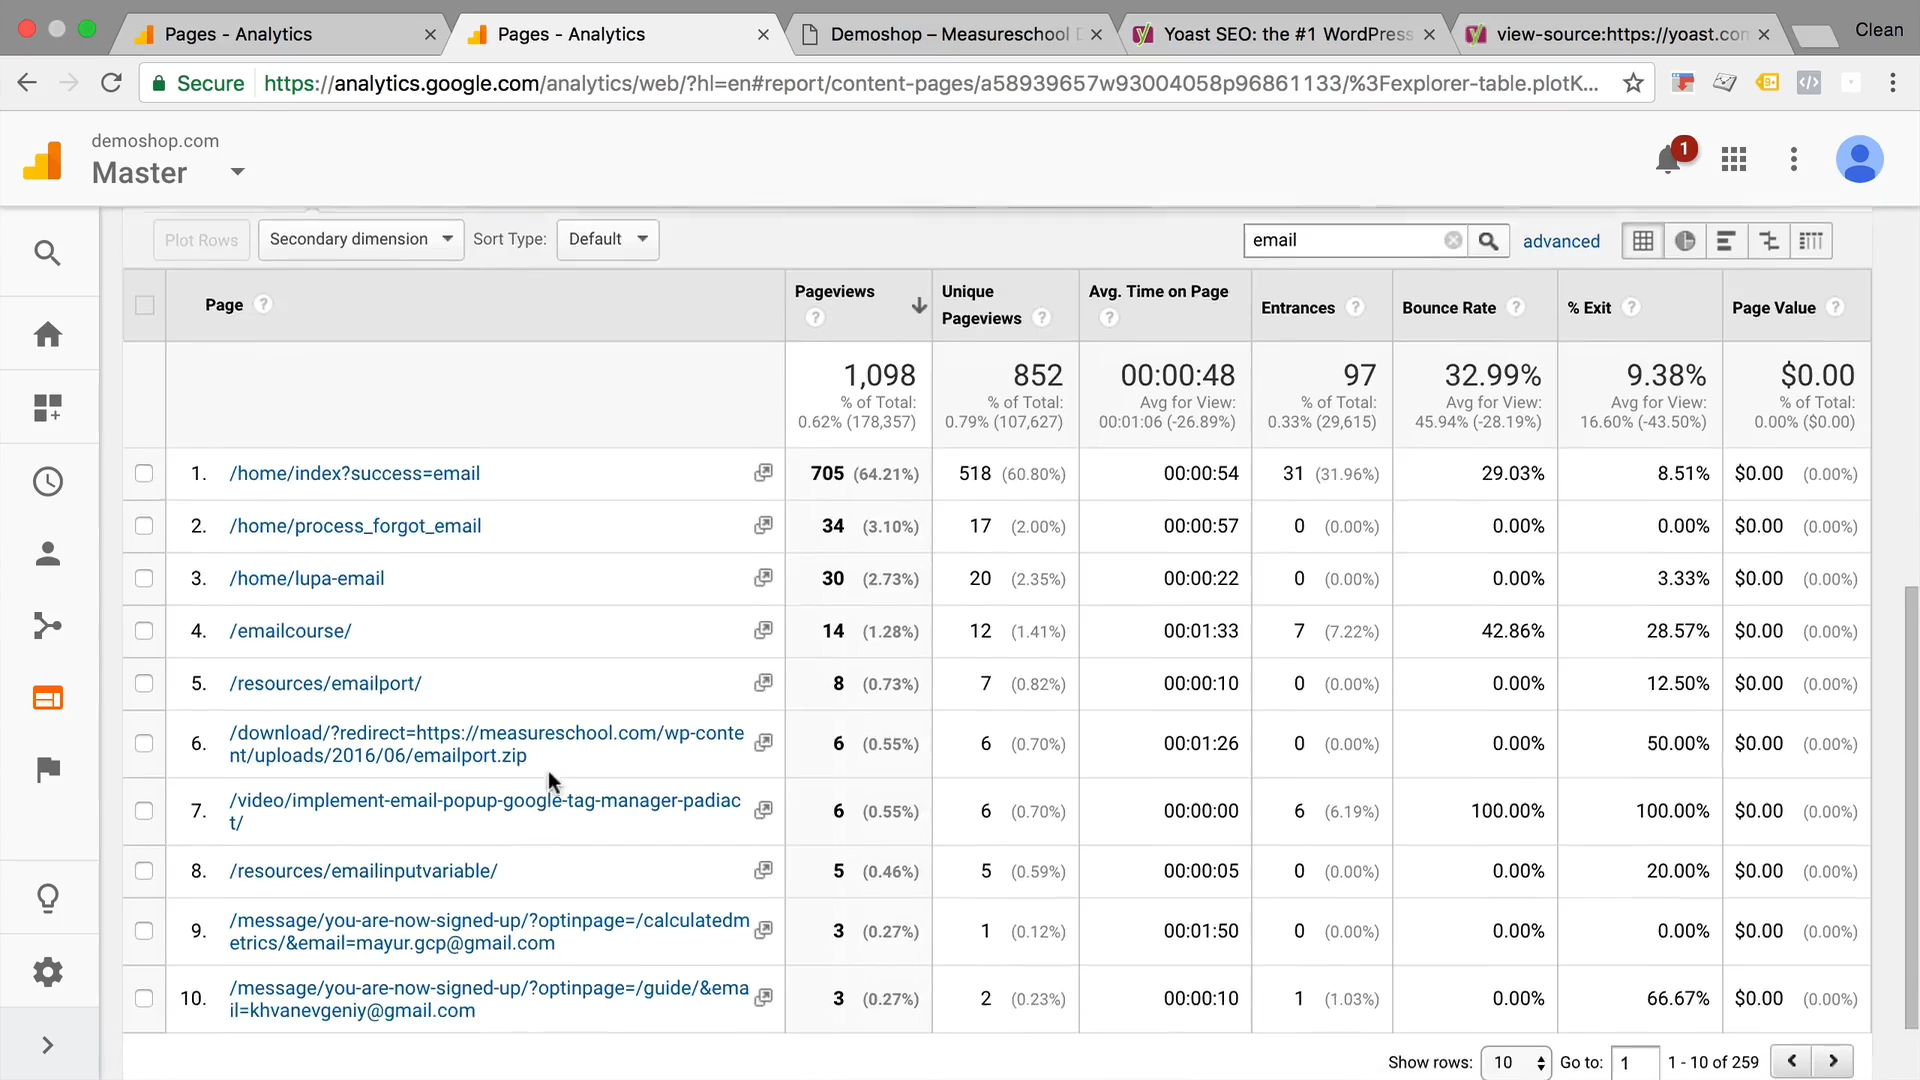 Pages - Analytics
Pages - Analytics
Demoshop – Measureschool D
Yoast SEO: the #1 WordPress
view-source:https://yoast.con
Clean
Secure https://analytics.google.com/analytics/web/?hl=en#report/content-pages/a58939657w93004058p96861133/%3Fexplorer-table.plotK...
demoshop.com
Master
1
Plot Rows
Secondary dimension
Sort Type:
Default
email
advanced
Page ?
Pageviews ?
Unique Pageviews ?
Avg. Time on Page ?
Entrances ?
Bounce Rate ?
% Exit ?
Page Value ?
1,098 852 00:00:48 97 32.99% 9.38% $0.00
% of Total: % of Total: Avg for View: % of Total: Avg for View: Avg for View: % of Total:
0.62% (178,357) 0.79% (107,627) 00:01:06 (-26.89%) 0.33% (29,615) 45.94% (-28.19%) 16.60% (-43.50%) 0.00% ($0.00)
1. /home/index?success=email 705 (64.21%) 518 (60.80%) 00:00:54 31 (31.96%) 29.03% 8.51% $0.00 (0.00%)
2. /home/process_forgot_email 34 (3.10%) 17 (2.00%) 00:00:57 0 (0.00%) 0.00% 0.00% $0.00 (0.00%)
3. /home/lupa-email 30 (2.73%) 20 (2.35%) 00:00:22 0 (0.00%) 0.00% 3.33% $0.00 (0.00%)
4. /emailcourse/ 14 (1.28%) 12 (1.41%) 00:01:33 7 (7.22%) 42.86% 28.57% $0.00 (0.00%)
5. /resources/emailport/ 8 (0.73%) 7 (0.82%) 00:00:10 0 (0.00%) 0.00% 12.50% $0.00 (0.00%)
6. /download/?redirect=https://measureschool.com/wp-conte
nt/uploads/2016/06/emailport.zip 6 (0.55%) 6 (0.70%) 00:01:26 0 (0.00%) 0.00% 50.00% $0.00 (0.00%)
7. /video/implement-email-popup-google-tag-manager-padiac
t/ 6 (0.55%) 6 (0.70%) 00:00:00 6 (6.19%) 100.00% 100.00% $0.00 (0.00%)
8. /resources/emailinputvariable/ 5 (0.46%) 5 (0.59%) 00:00:05 0 (0.00%) 0.00% 20.00% $0.00 (0.00%)
9. /message/you-are-now-signed-up/?optinpage=/calculatedm
etrics/&email=mayur.gcp@gmail.com 3 (0.27%) 1 (0.12%) 00:01:50 0 (0.00%) 0.00% 0.00% $0.00 (0.00%)
10. /message/you-are-now-signed-up/?optinpage=/guide/&ema
il=khvanevgeniy@gmail.com 3 (0.27%) 2 (0.23%) 00:00:10 1 (1.03%) 0.00% 66.67% $0.00 (0.00%)
Show rows: 10 Go to: 1 1 - 10 of 259